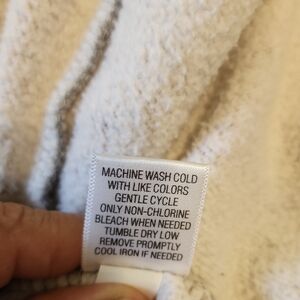 MACHINE WASH COLD
WITH LIKE COLORS
GENTLE CYCLE
ONLY NON-CHLORINE
BLEACH WHEN NEEDED
TUMBLE DRY LOW
REMOVE PROMPTLY
COOL IRON IF NEEDED